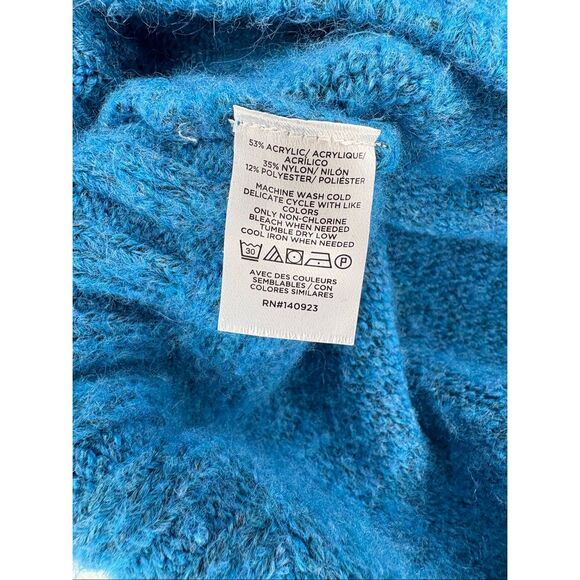 53% ACRYLIC/ ACRYLIQUE/
ACRÍLICO
35% NYLON/ NILÓN
12% POLYESTER/ POLIÉSTER
MACHINE WASH COLD
DELICATE CYCLE WITH LIKE
COLORS
ONLY NON-CHLORINE
BLEACH WHEN NEEDED
TUMBLE DRY LOW
COOL IRON WHEN NEEDED
30 P
AVEC DES COULEURS
SEMBLABLES / CON
COLORES SIMILARES
RN#140923